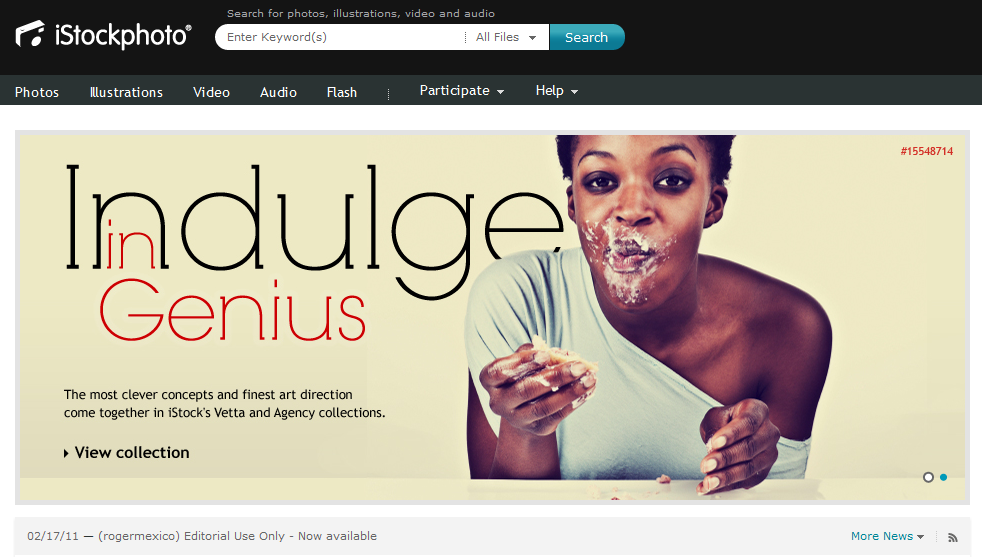 Search for photos, illustrations, video and audio
iStockphoto®
Enter Keyword(s)
All Files
Search
Photos
Illustrations
Video
Audio
Flash
Participate
Help
#15548714
Indulge
in
Genius
The most clever concepts and finest art direction
come together in iStock's Vetta and Agency collections.
View collection
02/17/11 — (rogermexico) Editorial Use Only - Now available
More News